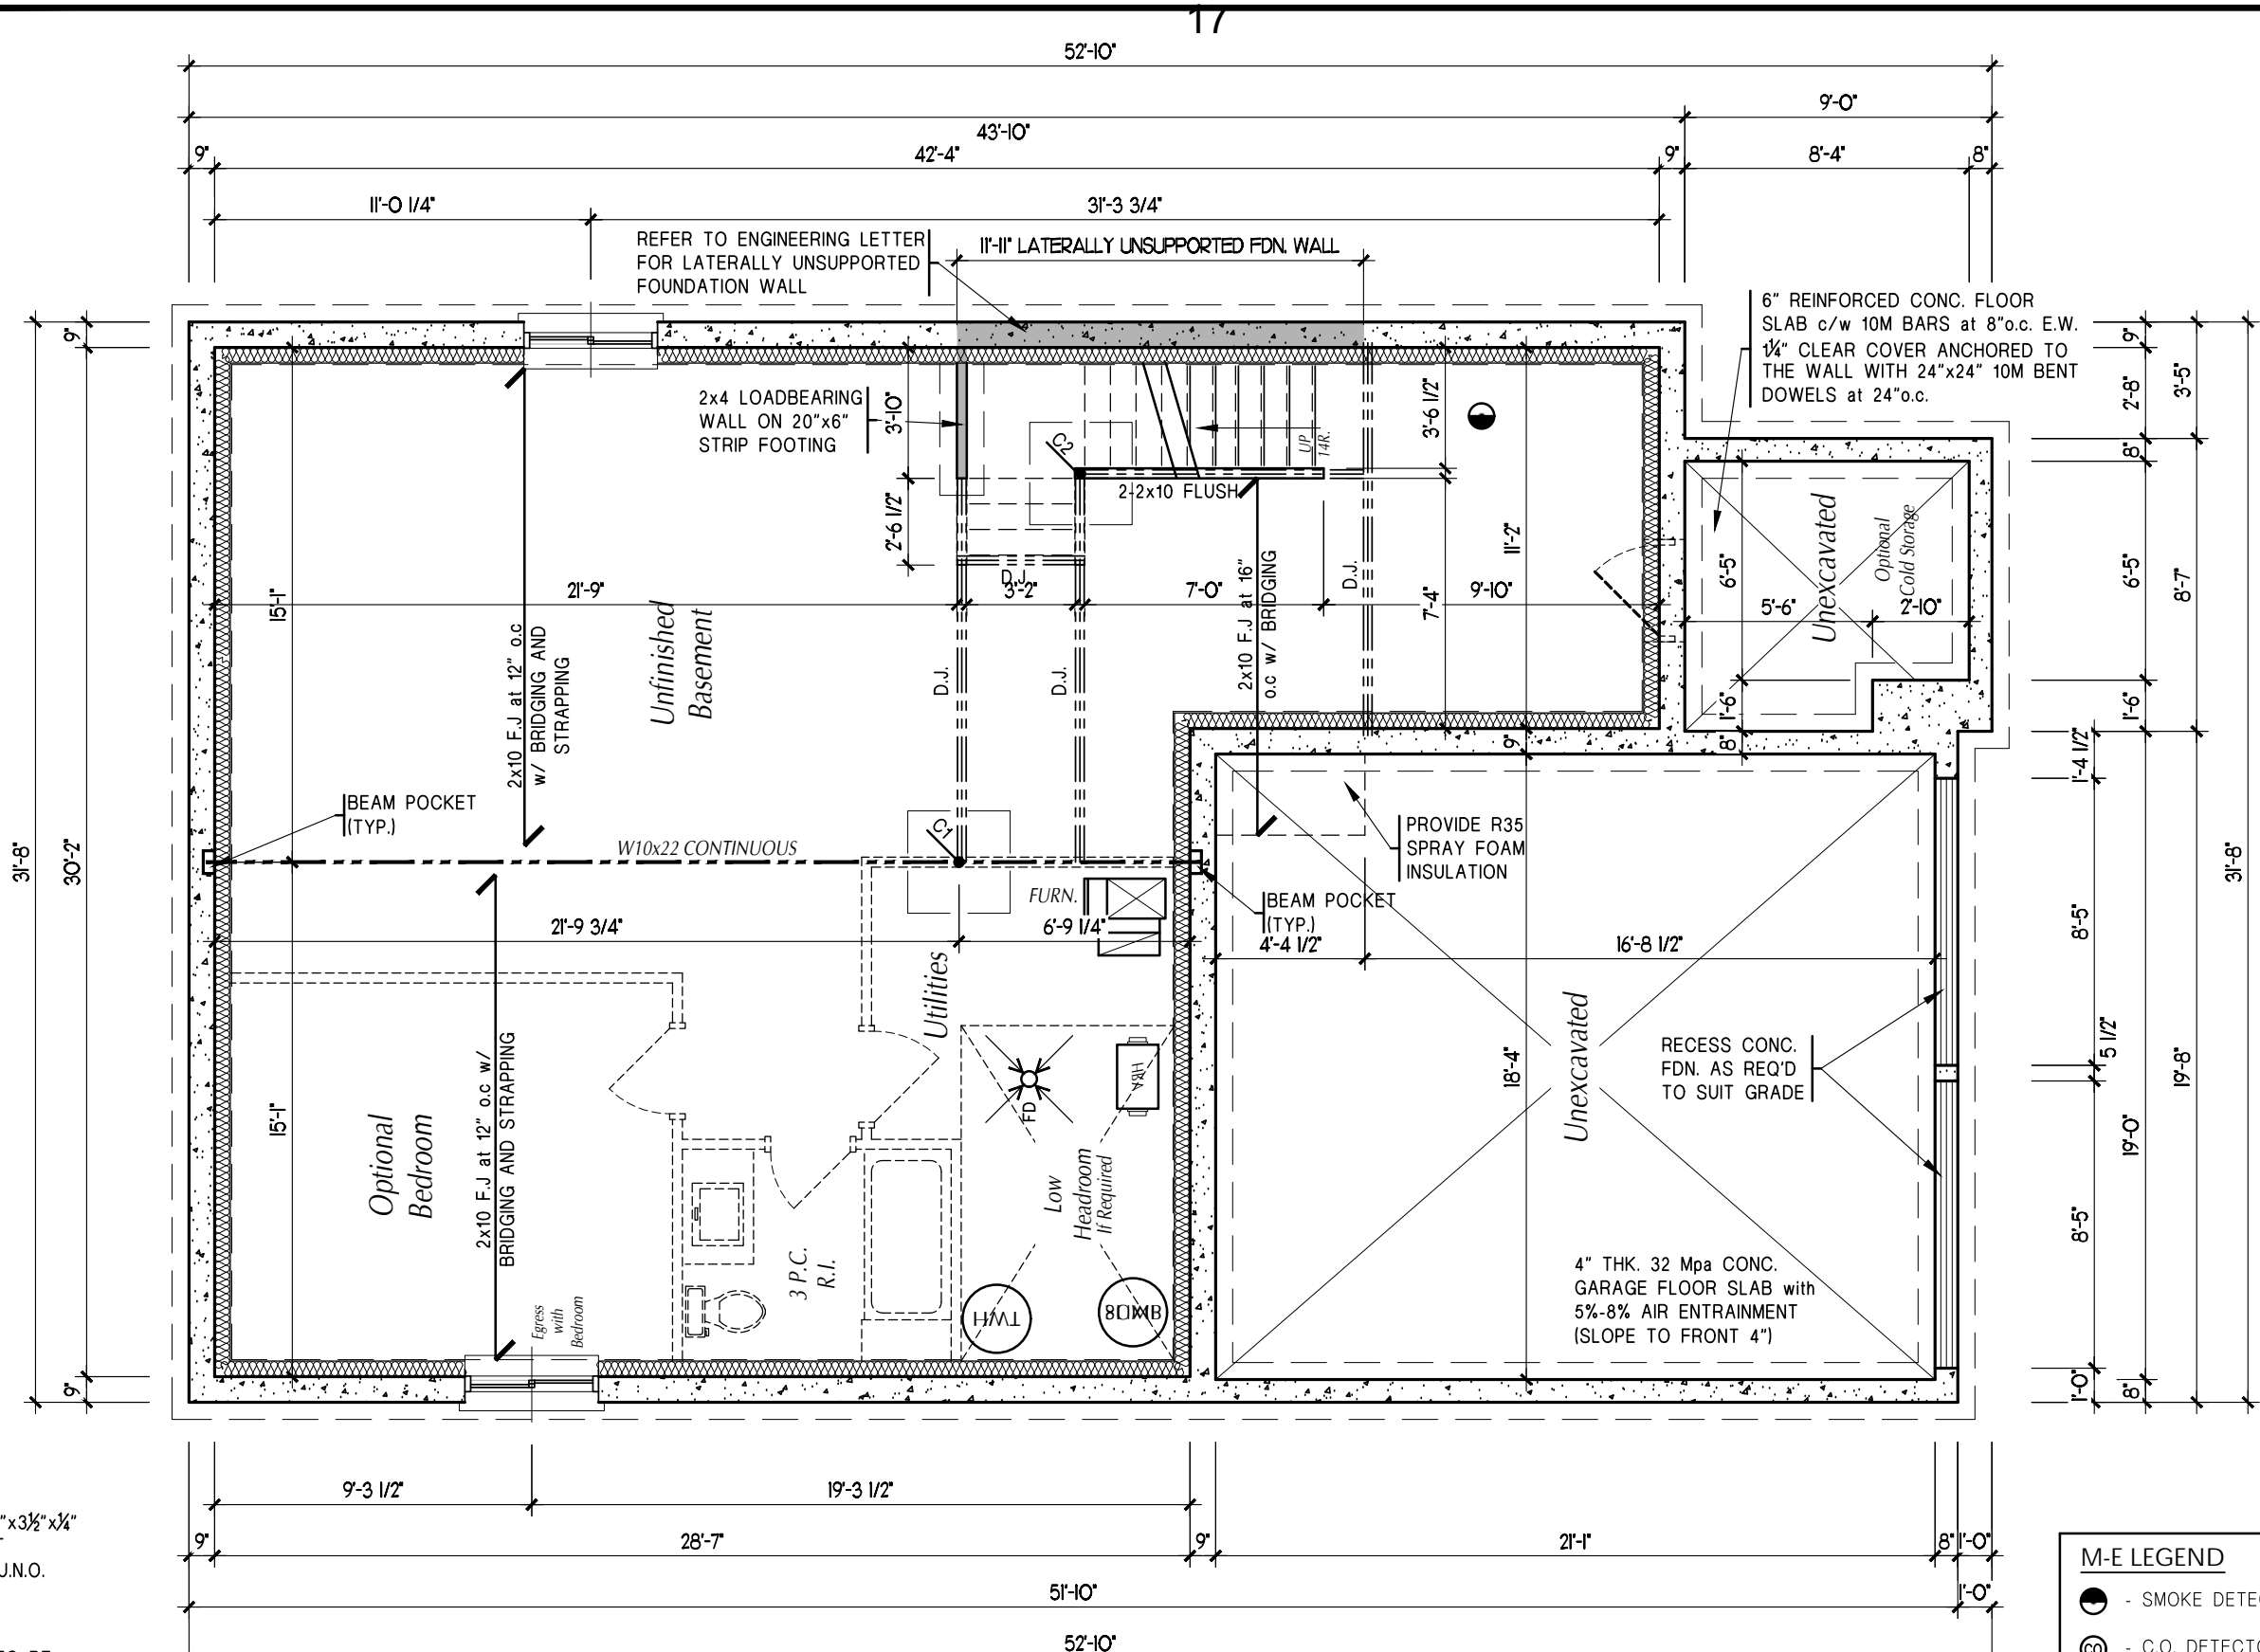 17
52'-10"
9'-0"
43'-10"
9" 42'-4" 9" 8'-4" 8"
11'-0 1/4" 31'-3 3/4"
REFER TO ENGINEERING LETTER
FOR LATERALLY UNSUPPORTED
FOUNDATION WALL
11'-11" LATERALLY UNSUPPORTED FDN. WALL
6" REINFORCED CONC. FLOOR
SLAB c/w 10M BARS at 8"o.c. E.W.
1¼" CLEAR COVER ANCHORED TO
THE WALL WITH 24"x24" 10M BENT
DOWELS at 24"o.c.
2x4 LOADBEARING
WALL ON 20"x6"
STRIP FOOTING
3'-10"
2'-6 1/2"
C2
UP
14R.
2-2x10 FLUSH
3'-6 1/2"
11'-2"
7'-4"
9"
31'-8"
9"
30'-2"
9"
15'-1"
21'-9"
D.J.
3'-2"
7'-0"
D.J.
9'-10"
2x10 F.J at 12" o.c
w/ BRIDGING AND
STRAPPING
Unfinished
Basement
D.J.
D.J.
2x10 F.J at 16"
o.c w/ BRIDGING
6'-5"
5'-6"
2'-10"
1'-6"
8"
Unexcavated
Optional
Cold Storage
9"
2'-8"
8"
6'-5"
1'-6"
3'-5"
8'-7"
31'-8"
BEAM POCKET
(TYP.)
W10x22 CONTINUOUS
C1
FURN.
BEAM POCKET
(TYP.)
PROVIDE R35
SPRAY FOAM
INSULATION
21'-9 3/4"
6'-9 1/4"
4'-4 1/2"
16'-8 1/2"
1'-4 1/2"
8'-5"
5 1/2"
8'-5"
1'-0"
19'-0"
8"
19'-8"
Utilities
15'-1"
2x10 F.J at 12" o.c w/
BRIDGING AND STRAPPING
Optional
Bedroom
Egress
with
Bedroom
3 P.C.
R.I.
FD
Low
Headroom
If Required
TWH
18'-4"
Unexcavated
RECESS CONC.
FDN. AS REQ'D
TO SUIT GRADE
4" THK. 32 Mpa CONC.
GARAGE FLOOR SLAB with
5%-8% AIR ENTRAINMENT
(SLOPE TO FRONT 4")
9'-3 1/2" 19'-3 1/2"
9" 28'-7" 9" 21'-1" 8" 1'-0"
51'-10" 1'-0"
52'-10"
"x3½"x¼"
U.N.O.
M-E LEGEND
- SMOKE
CO - C.O.